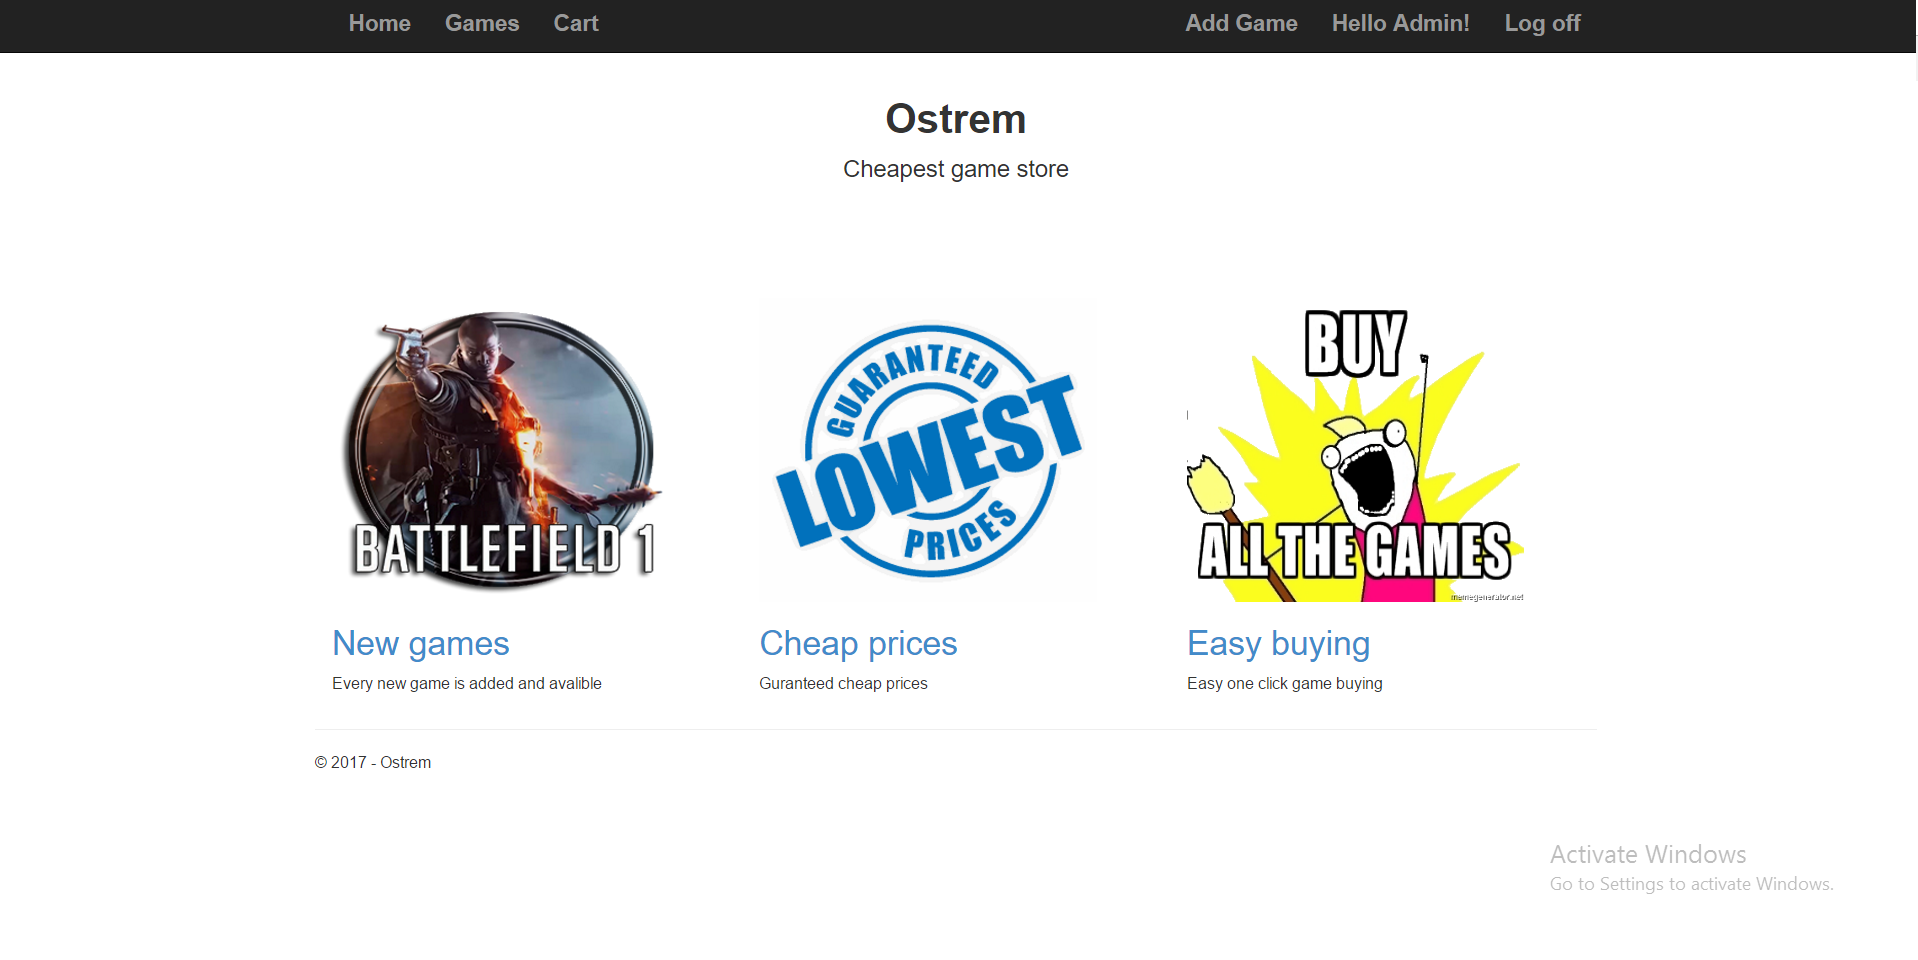 Home Games Cart Add Game Hello Admin! Log off
Ostrem
Cheapest game store
BATTLEFIELD 1
GUARANTEED
LOWEST
PRICES
BUY
ALL THE GAMES
memegenerator.net
New games
Every new game is added and avalible
Cheap prices
Guranteed cheap prices
Easy buying
Easy one click game buying
© 2017 - Ostrem
Activate Windows
Go to Settings to activate Windows.